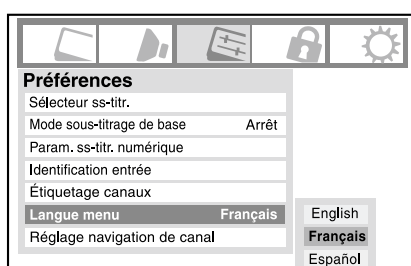 Préférences
Sélecteur ss-titr.
Mode sous-titrage de base Arrêt
Param. ss-titr. numérique
Identification entrée
Étiquetage canaux
Langue menu Français English
Français
Réglage navigation de canal
Español